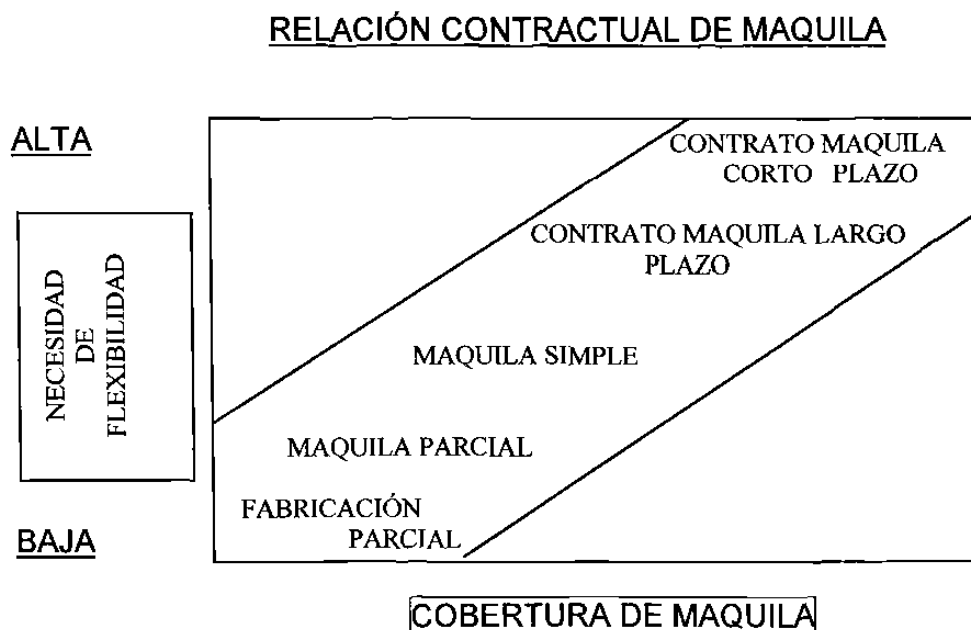 RELACIÓN CONTRACTUAL DE MAQUILA
ALTA
CONTRATO MAQUILA
CORTO PLAZO
CONTRATO MAQUILA LARGO
PLAZO
NECESIDAD
DE
FLEXIBILIDAD
MAQUILA SIMPLE
MAQUILA PARCIAL
FABRICACIÓN
PARCIAL
BAJA
COBERTURA DE MAQUILA